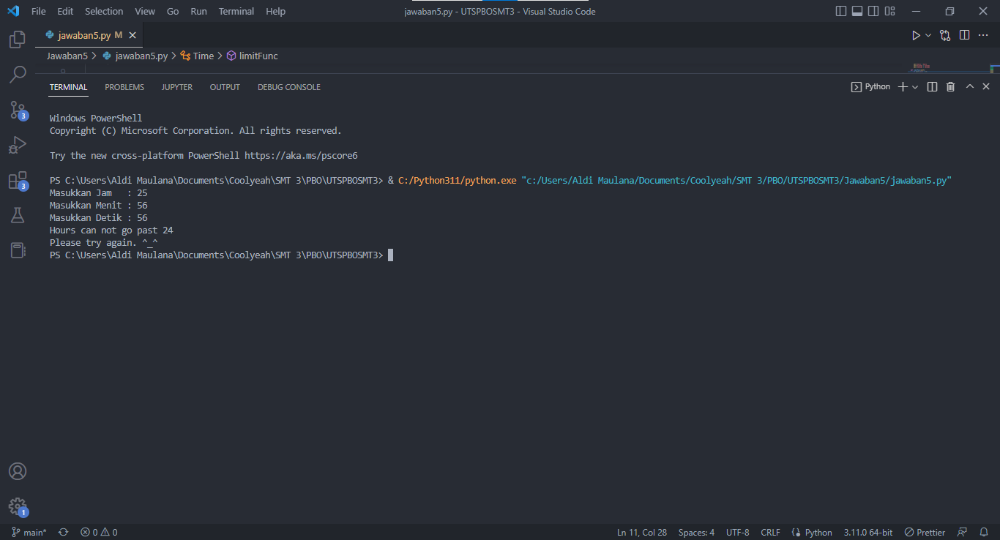 File Edit Selection View Go Run Terminal Help jawaban5.py - UTSPBOSMT3 - Visual Studio Code
jawaban5.py M
Jawaban5 > jawaban5.py > Time > limitFunc
TERMINAL PROBLEMS JUPYTER OUTPUT DEBUG CONSOLE Python
Windows PowerShell
Copyright (C) Microsoft Corporation. All rights reserved.
Try the new cross-platform PowerShell https://aka.ms/pscore6
PS C:\Users\Aldi Maulana\Documents\Coolyeah\SMT 3\PBO\UTSPBOSMT3> & C:/Python311/python.exe "c:/Users/Aldi Maulana/Documents/Coolyeah/SMT 3/PBO/UTSPBOSMT3/Jawaban5/jawaban5.py"
Masukkan Jam   : 25
Masukkan Menit : 56
Masukkan Detik : 56
Hours can not go past 24
Please try again. ^_^
PS C:\Users\Aldi Maulana\Documents\Coolyeah\SMT 3\PBO\UTSPBOSMT3>
3
3
1
main* 0 0 Ln 11, Col 28 Spaces: 4 UTF-8 CRLF Python 3.11.0 64-bit Prettier